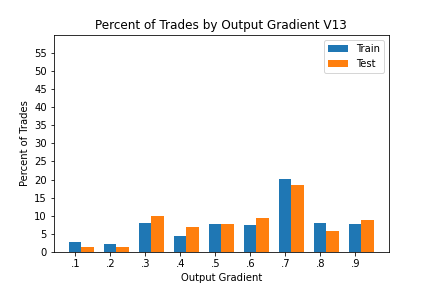 Percent of Trades by Output Gradient V13
Train
Test
55
50
45
40
35
30
25
20
15
10
5
0
Percent of Trades
.1 .2 .3 .4 .5 .6 .7 .8 .9
Output Gradient